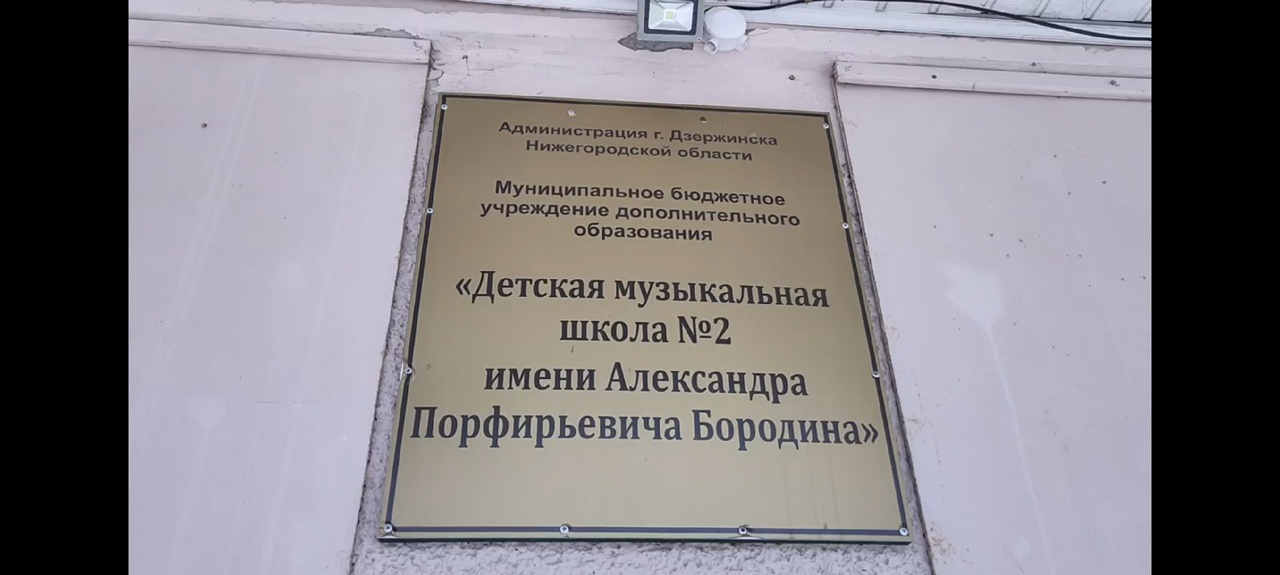 Администрация г. Дзержинска
Нижегородской области
Муниципальное бюджетное
учреждение дополнительного
образования
«Детская музыкальная
школа №2
имени Александра
Порфирьевича Бородина»